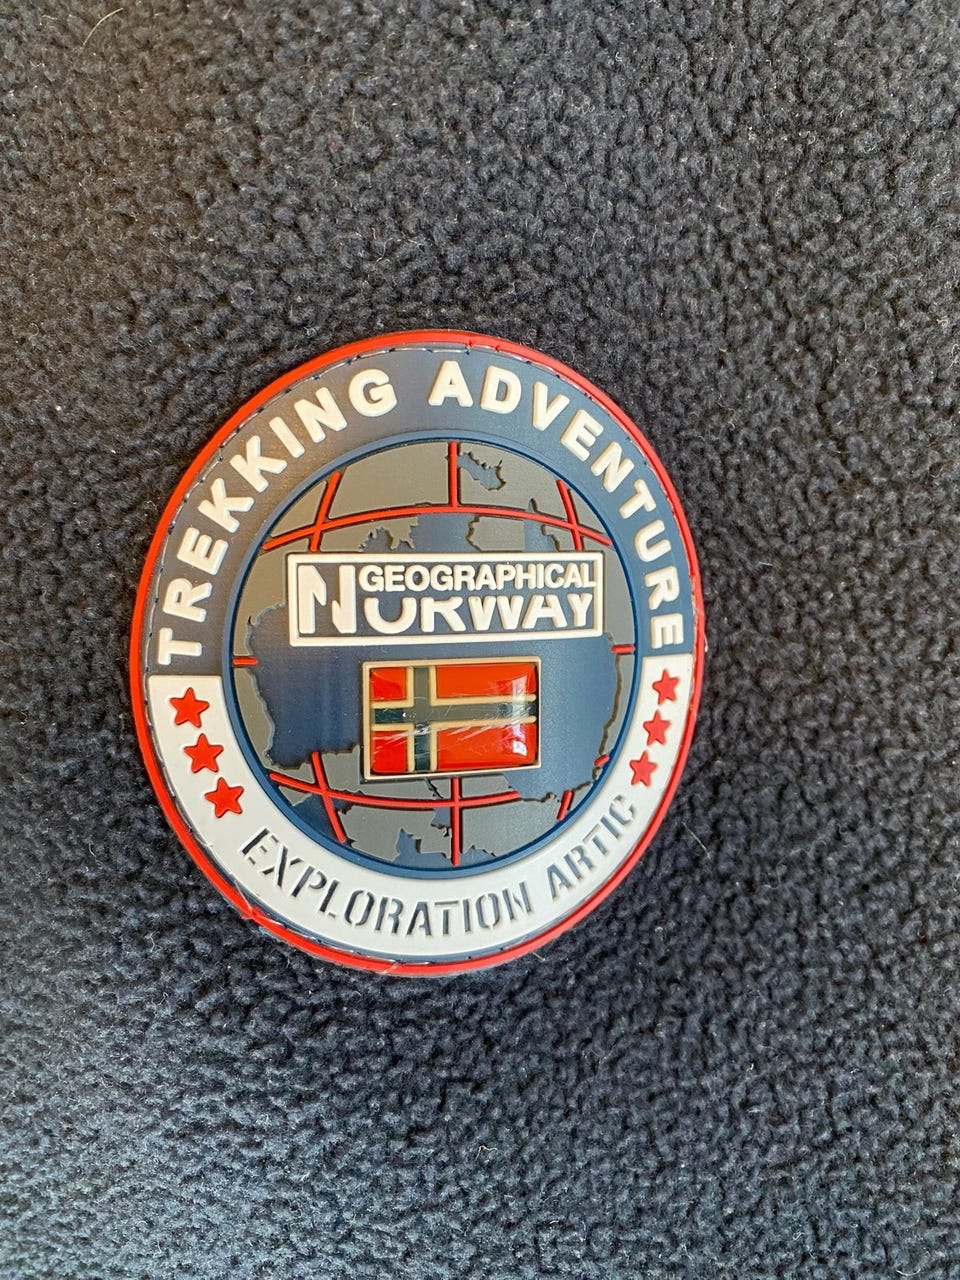 TREKKING ADVENTURE
GEOGRAPHICAL
NORWAY
EXPLORATION ARTIC